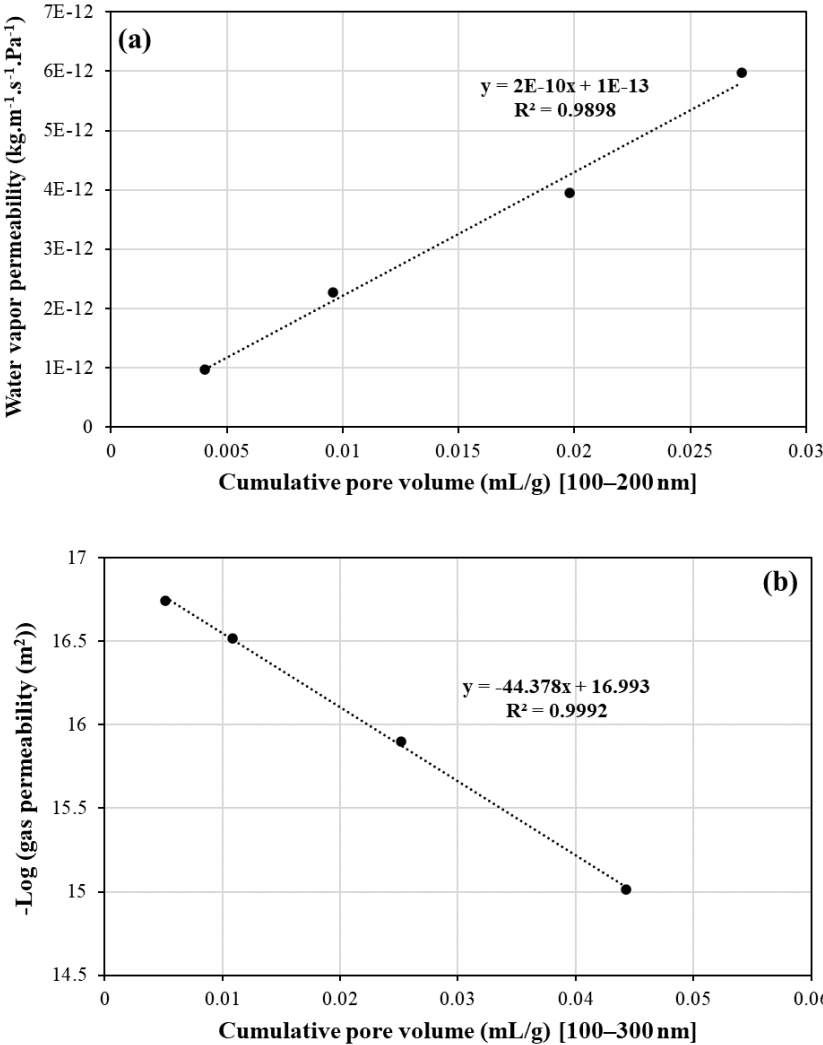 7E-12
(a)
6E-12
y = 2E-10x + 1E-13
R² = 0.9898
5E-12
4E-12
3E-12
2E-12
1E-12
0
Water vapor permeability (kg.m⁻¹.s⁻¹.Pa⁻¹)
0 0.005 0.01 0.015 0.02 0.025 0.03
Cumulative pore volume (mL/g) [100–200 nm]
17
(b)
16.5
y = -44.378x + 16.993
R² = 0.9992
16
15.5
15
14.5
-Log (gas permeability (m²))
0 0.01 0.02 0.03 0.04 0.05 0.06
Cumulative pore volume (mL/g) [100–300 nm]